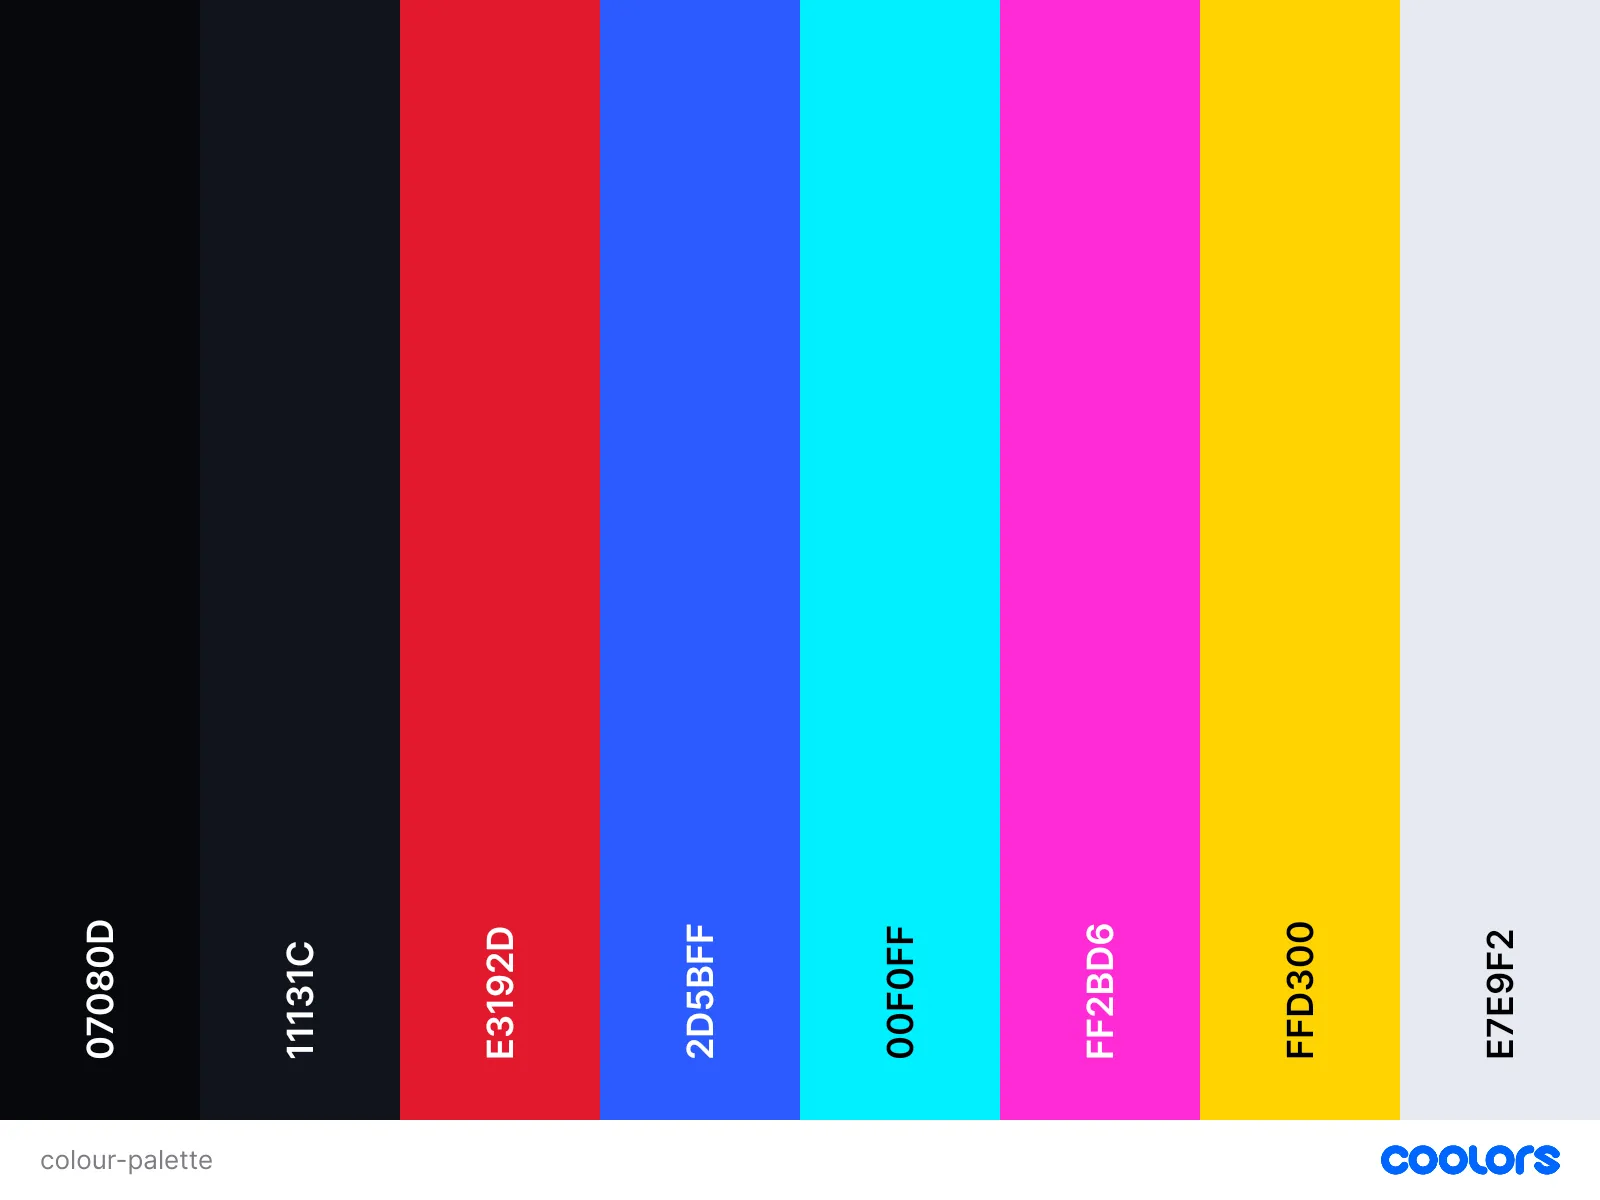 07080D
11131C
E3192D
2D5BFF
00F0FF
FF2BD6
FFD300
E7E9F2
colour-palette
coolors